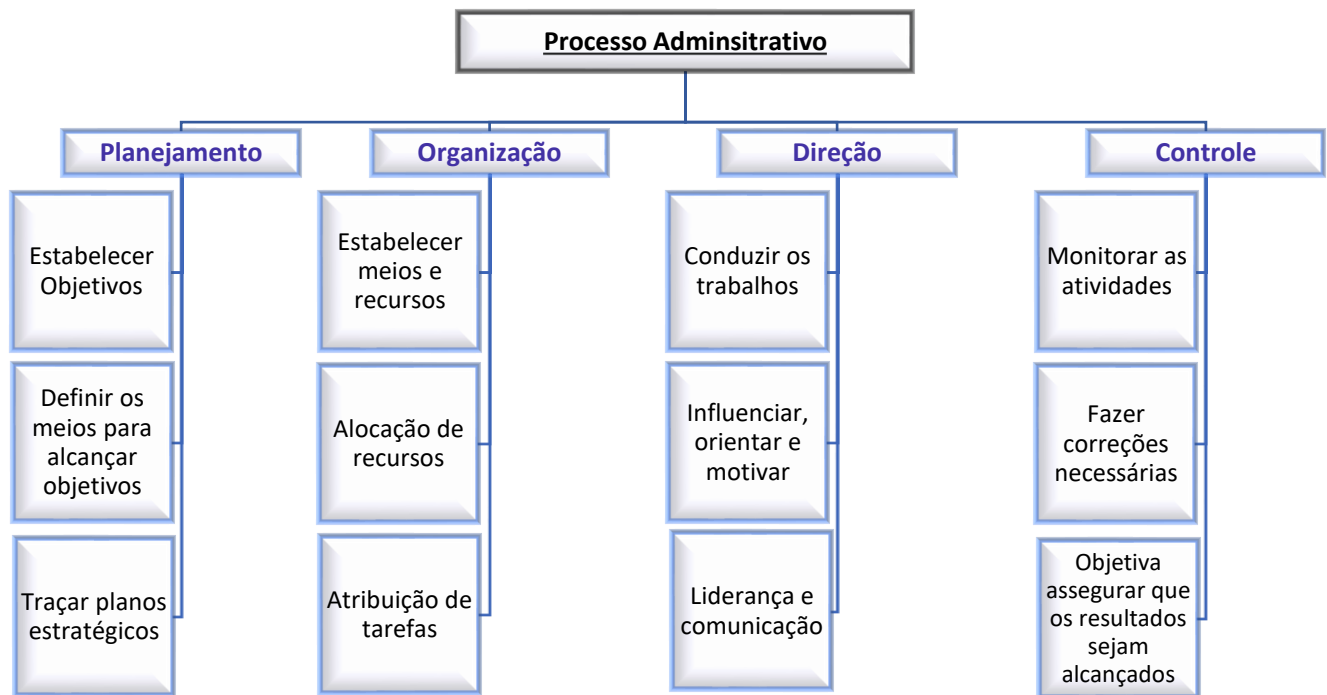 Processo Adminsitrativo
Planejamento
Estabelecer
Objetivos
Definir os
meios para
alcançar
objetivos
Traçar planos
estratégicos
Organização
Estabelecer
meios e
recursos
Alocação de
recursos
Atribuição de
tarefas
Direção
Conduzir os
trabalhos
Influenciar,
orientar e
motivar
Liderança e
comunicação
Controle
Monitorar as
atividades
Fazer
correções
necessárias
Objetiva
assegurar que
os resultados
sejam
alcançados